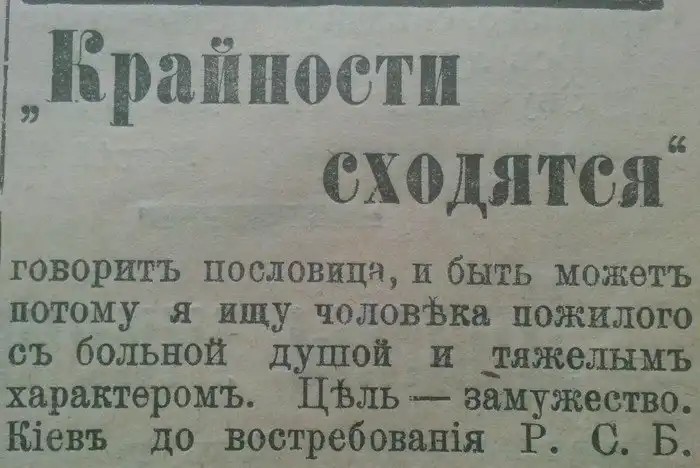 „Крайности
сходятся“
говоритъ пословица, и быть можетъ
потому я ищу чоловѣка пожилого
съ больной душой и тяжелымъ
характеромъ. Цѣль — замужество.
Кіевъ до востребованія Р. С. Б.